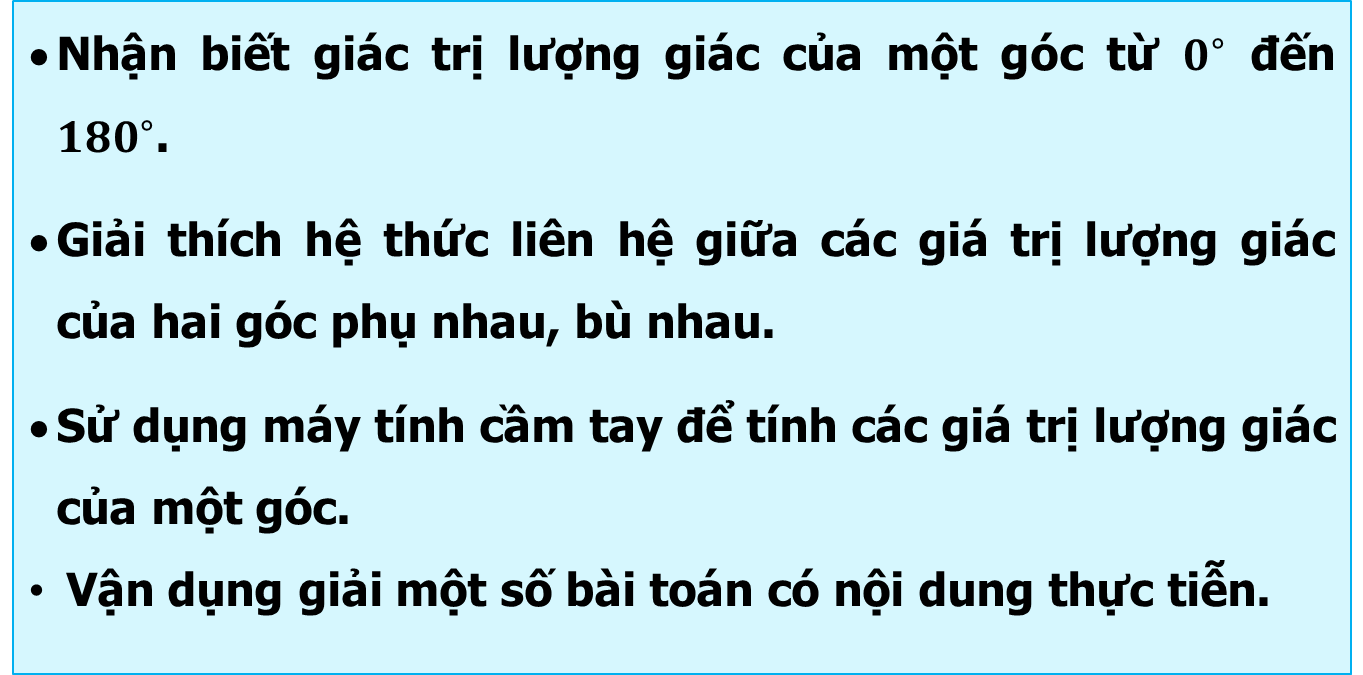 • Nhận biết giác trị lượng giác của một góc từ 0° đến
180°.
• Giải thích hệ thức liên hệ giữa các giá trị lượng giác
của hai góc phụ nhau, bù nhau.
• Sử dụng máy tính cầm tay để tính các giá trị lượng giác
của một góc.
• Vận dụng giải một số bài toán có nội dung thực tiễn.